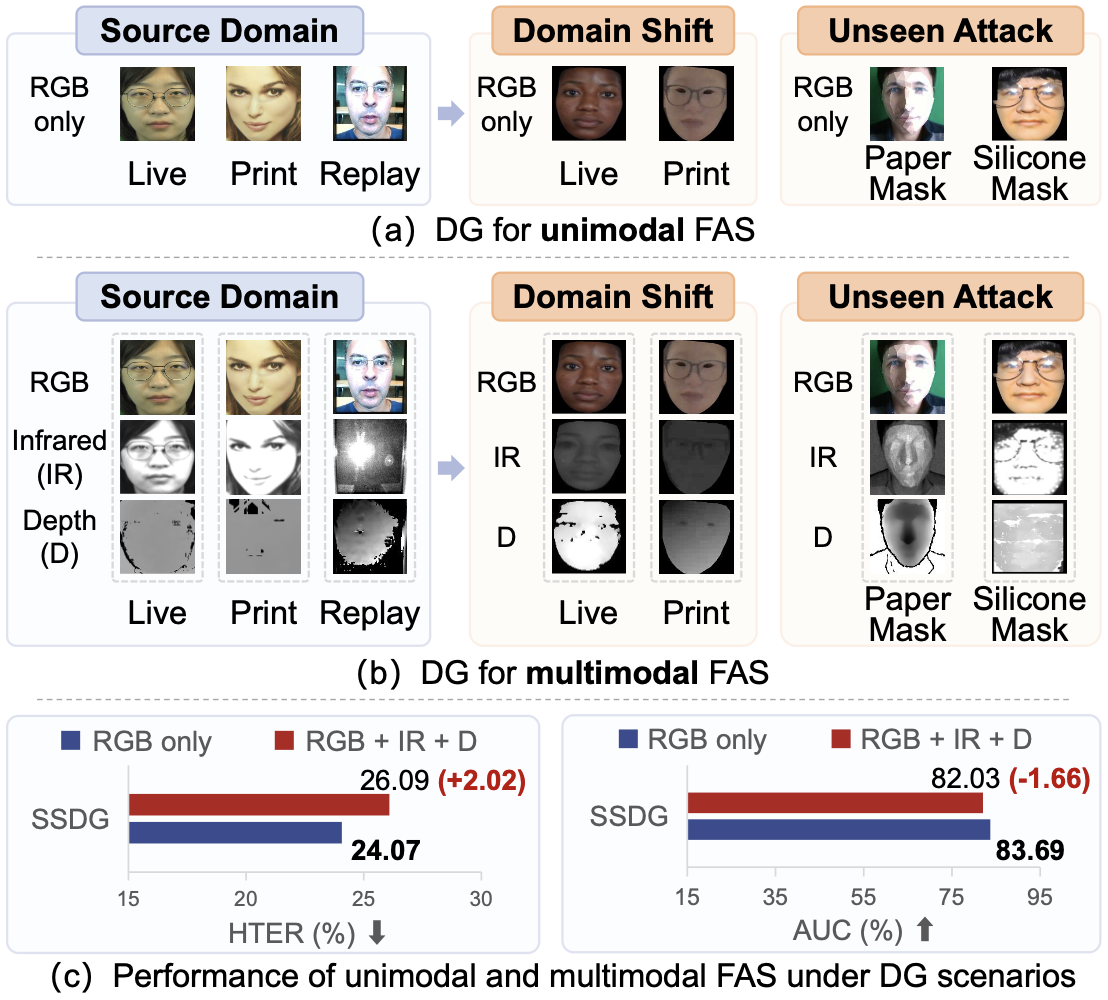 Source Domain
Domain Shift
Unseen Attack
RGB
only
Live
Print
Replay
RGB
only
Live
Print
RGB
only
Paper
Mask
Silicone
Mask
(a) DG for unimodal FAS
Source Domain
Domain Shift
Unseen Attack
RGB
Infrared
(IR)
Depth
(D)
Live
Print
Replay
RGB
IR
D
Live
Print
RGB
IR
D
Paper
Mask
Silicone
Mask
(b) DG for multimodal FAS
RGB only
RGB + IR + D
26.09 (+2.02)
SSDG
24.07
15 20 25 30
HTER (%) ⬇
RGB only
RGB + IR + D
82.03 (-1.66)
SSDG
83.69
15 35 55 75 95
AUC (%) ⬆
(c) Performance of unimodal and multimodal FAS under DG scenarios